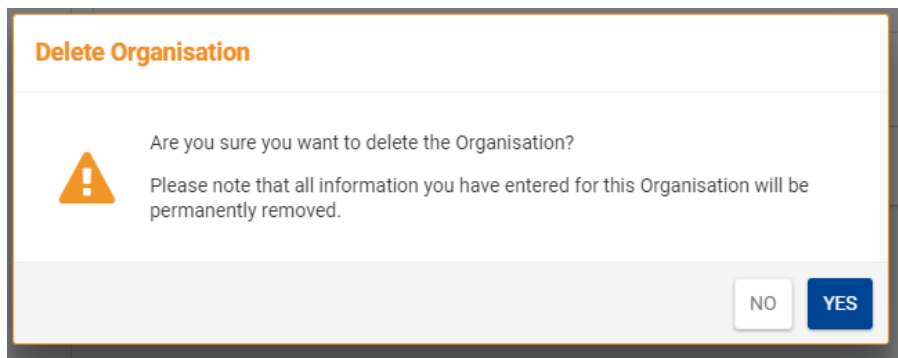 Delete Organisation
Are you sure you want to delete the Organisation?
Please note that all information you have entered for this Organisation will be
permanently removed.
NO
YES